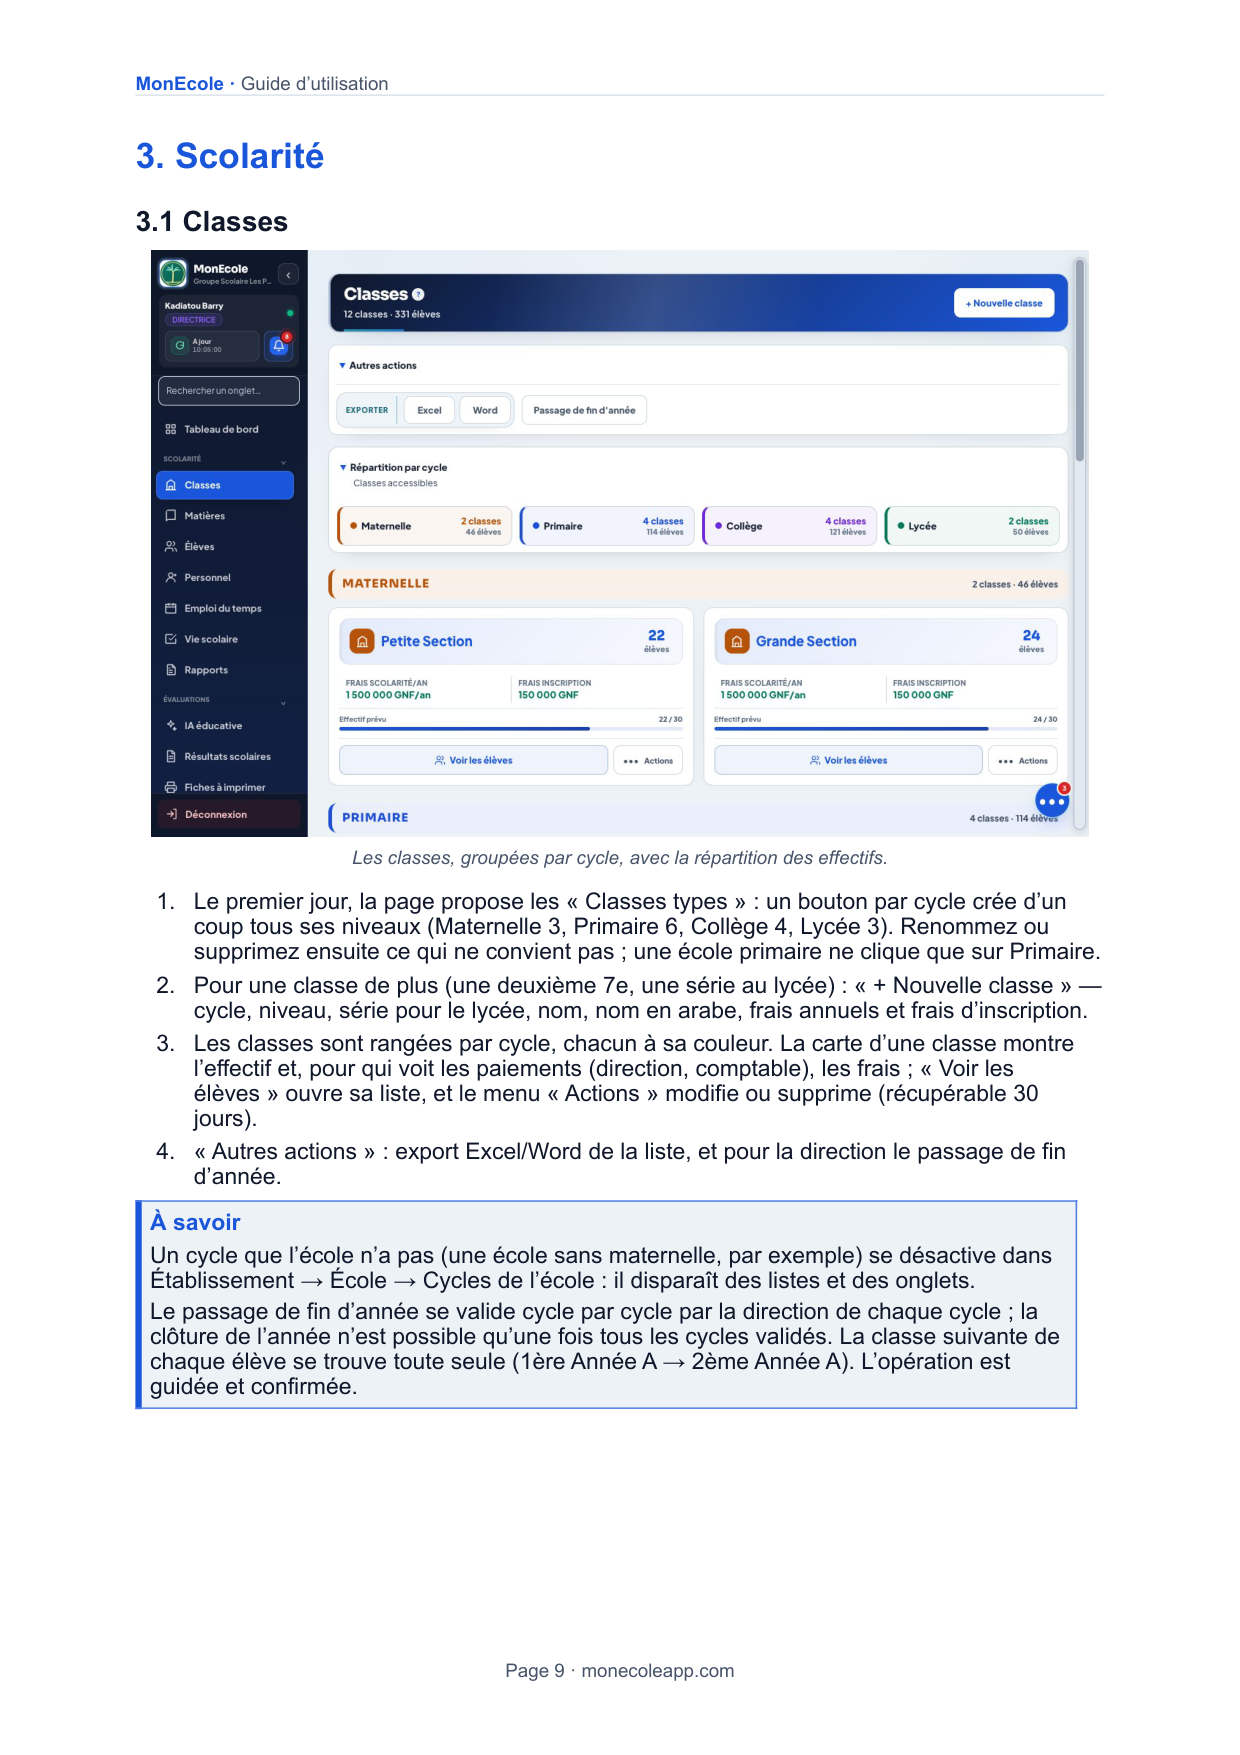 MonEcole · Guide d’utilisation
3. Scolarité
3.1 Classes
MonEcole
Groupe Scolaire Les P...
Kadiatou Barry
DIRECTRICE
À jour
10:05:00
8
Rechercher un onglet...
Tableau de bord
SCOLARITÉ
Classes
Matières
Élèves
Personnel
Emploi du temps
Vie scolaire
Rapports
ÉVALUATIONS
IA éducative
Résultats scolaires
Fiches à imprimer
Déconnexion
Classes ?
12 classes · 331 élèves
+ Nouvelle classe
Autres actions
EXPORTER Excel Word Passage de fin d'année
Répartition par cycle
Classes accessibles
Maternelle 2 classes 46 élèves
Primaire 4 classes 114 élèves
Collège 4 classes 121 élèves
Lycée 2 classes 50 élèves
MATERNELLE 2 classes · 46 élèves
Petite Section 22 élèves
FRAIS SCOLARITÉ/AN FRAIS INSCRIPTION
1 500 000 GNF/an 150 000 GNF
Effectif prévu 22 / 30
Voir les élèves ••• Actions
Grande Section 24 élèves
FRAIS SCOLARITÉ/AN FRAIS INSCRIPTION
1 500 000 GNF/an 150 000 GNF
Effectif prévu 24 / 30
Voir les élèves ••• Actions
3
PRIMAIRE 4 classes · 114 élèves
Les classes, groupées par cycle, avec la répartition des effectifs.
1. Le premier jour, la page propose les « Classes types » : un bouton par cycle crée d’un
coup tous ses niveaux (Maternelle 3, Primaire 6, Collège 4, Lycée 3). Renommez ou
supprimez ensuite ce qui ne convient pas ; une école primaire ne clique que sur Primaire.
2. Pour une classe de plus (une deuxième 7e, une série au lycée) : « + Nouvelle classe » —
cycle, niveau, série pour le lycée, nom, nom en arabe, frais annuels et frais d’inscription.
3. Les classes sont rangées par cycle, chacun à sa couleur. La carte d’une classe montre
l’effectif et, pour qui voit les paiements (direction, comptable), les frais ; « Voir les
élèves » ouvre sa liste, et le menu « Actions » modifie ou supprime (récupérable 30
jours).
4. « Autres actions » : export Excel/Word de la liste, et pour la direction le passage de fin
d’année.
À savoir
Un cycle que l’école n’a pas (une école sans maternelle, par exemple) se désactive dans
Établissement → École → Cycles de l’école : il disparaît des listes et des onglets.
Le passage de fin d’année se valide cycle par cycle par la direction de chaque cycle ; la
clôture de l’année n’est possible qu’une fois tous les cycles validés. La classe suivante de
chaque élève se trouve toute seule (1ère Année A → 2ème Année A). L’opération est
guidée et confirmée.
Page 9 · monecoleapp.com